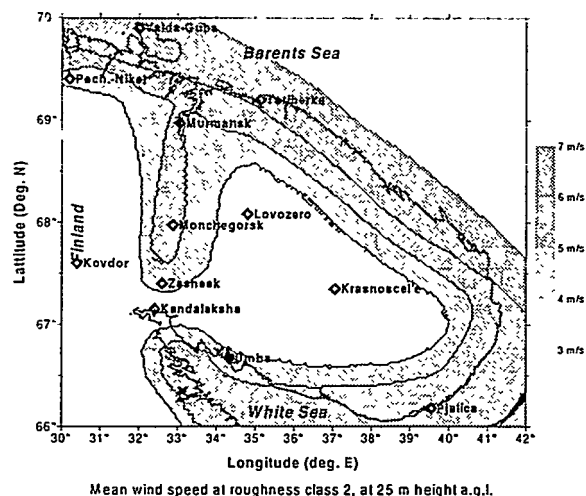 70
Vaida-Guba
Barents Sea
Pech.-Nikel
Teriberka
69°
Murmansk
7 m/s
6 m/s
Lattitude (Deg. N)
68°
Finland
Monchegorsk
Lovozero
5 m/s
Kovdor
Zasheek
Krasnoscel'e
4 m/s
67°
Kandalaksha
3 m/s
Umba
White Sea
Pialica
66°
30° 31° 32° 33° 34° 35° 36° 37° 38° 39° 40° 41° 42°
Longitude (deg. E)
Mean wind speed at roughness class 2, at 25 m height a.g.l.